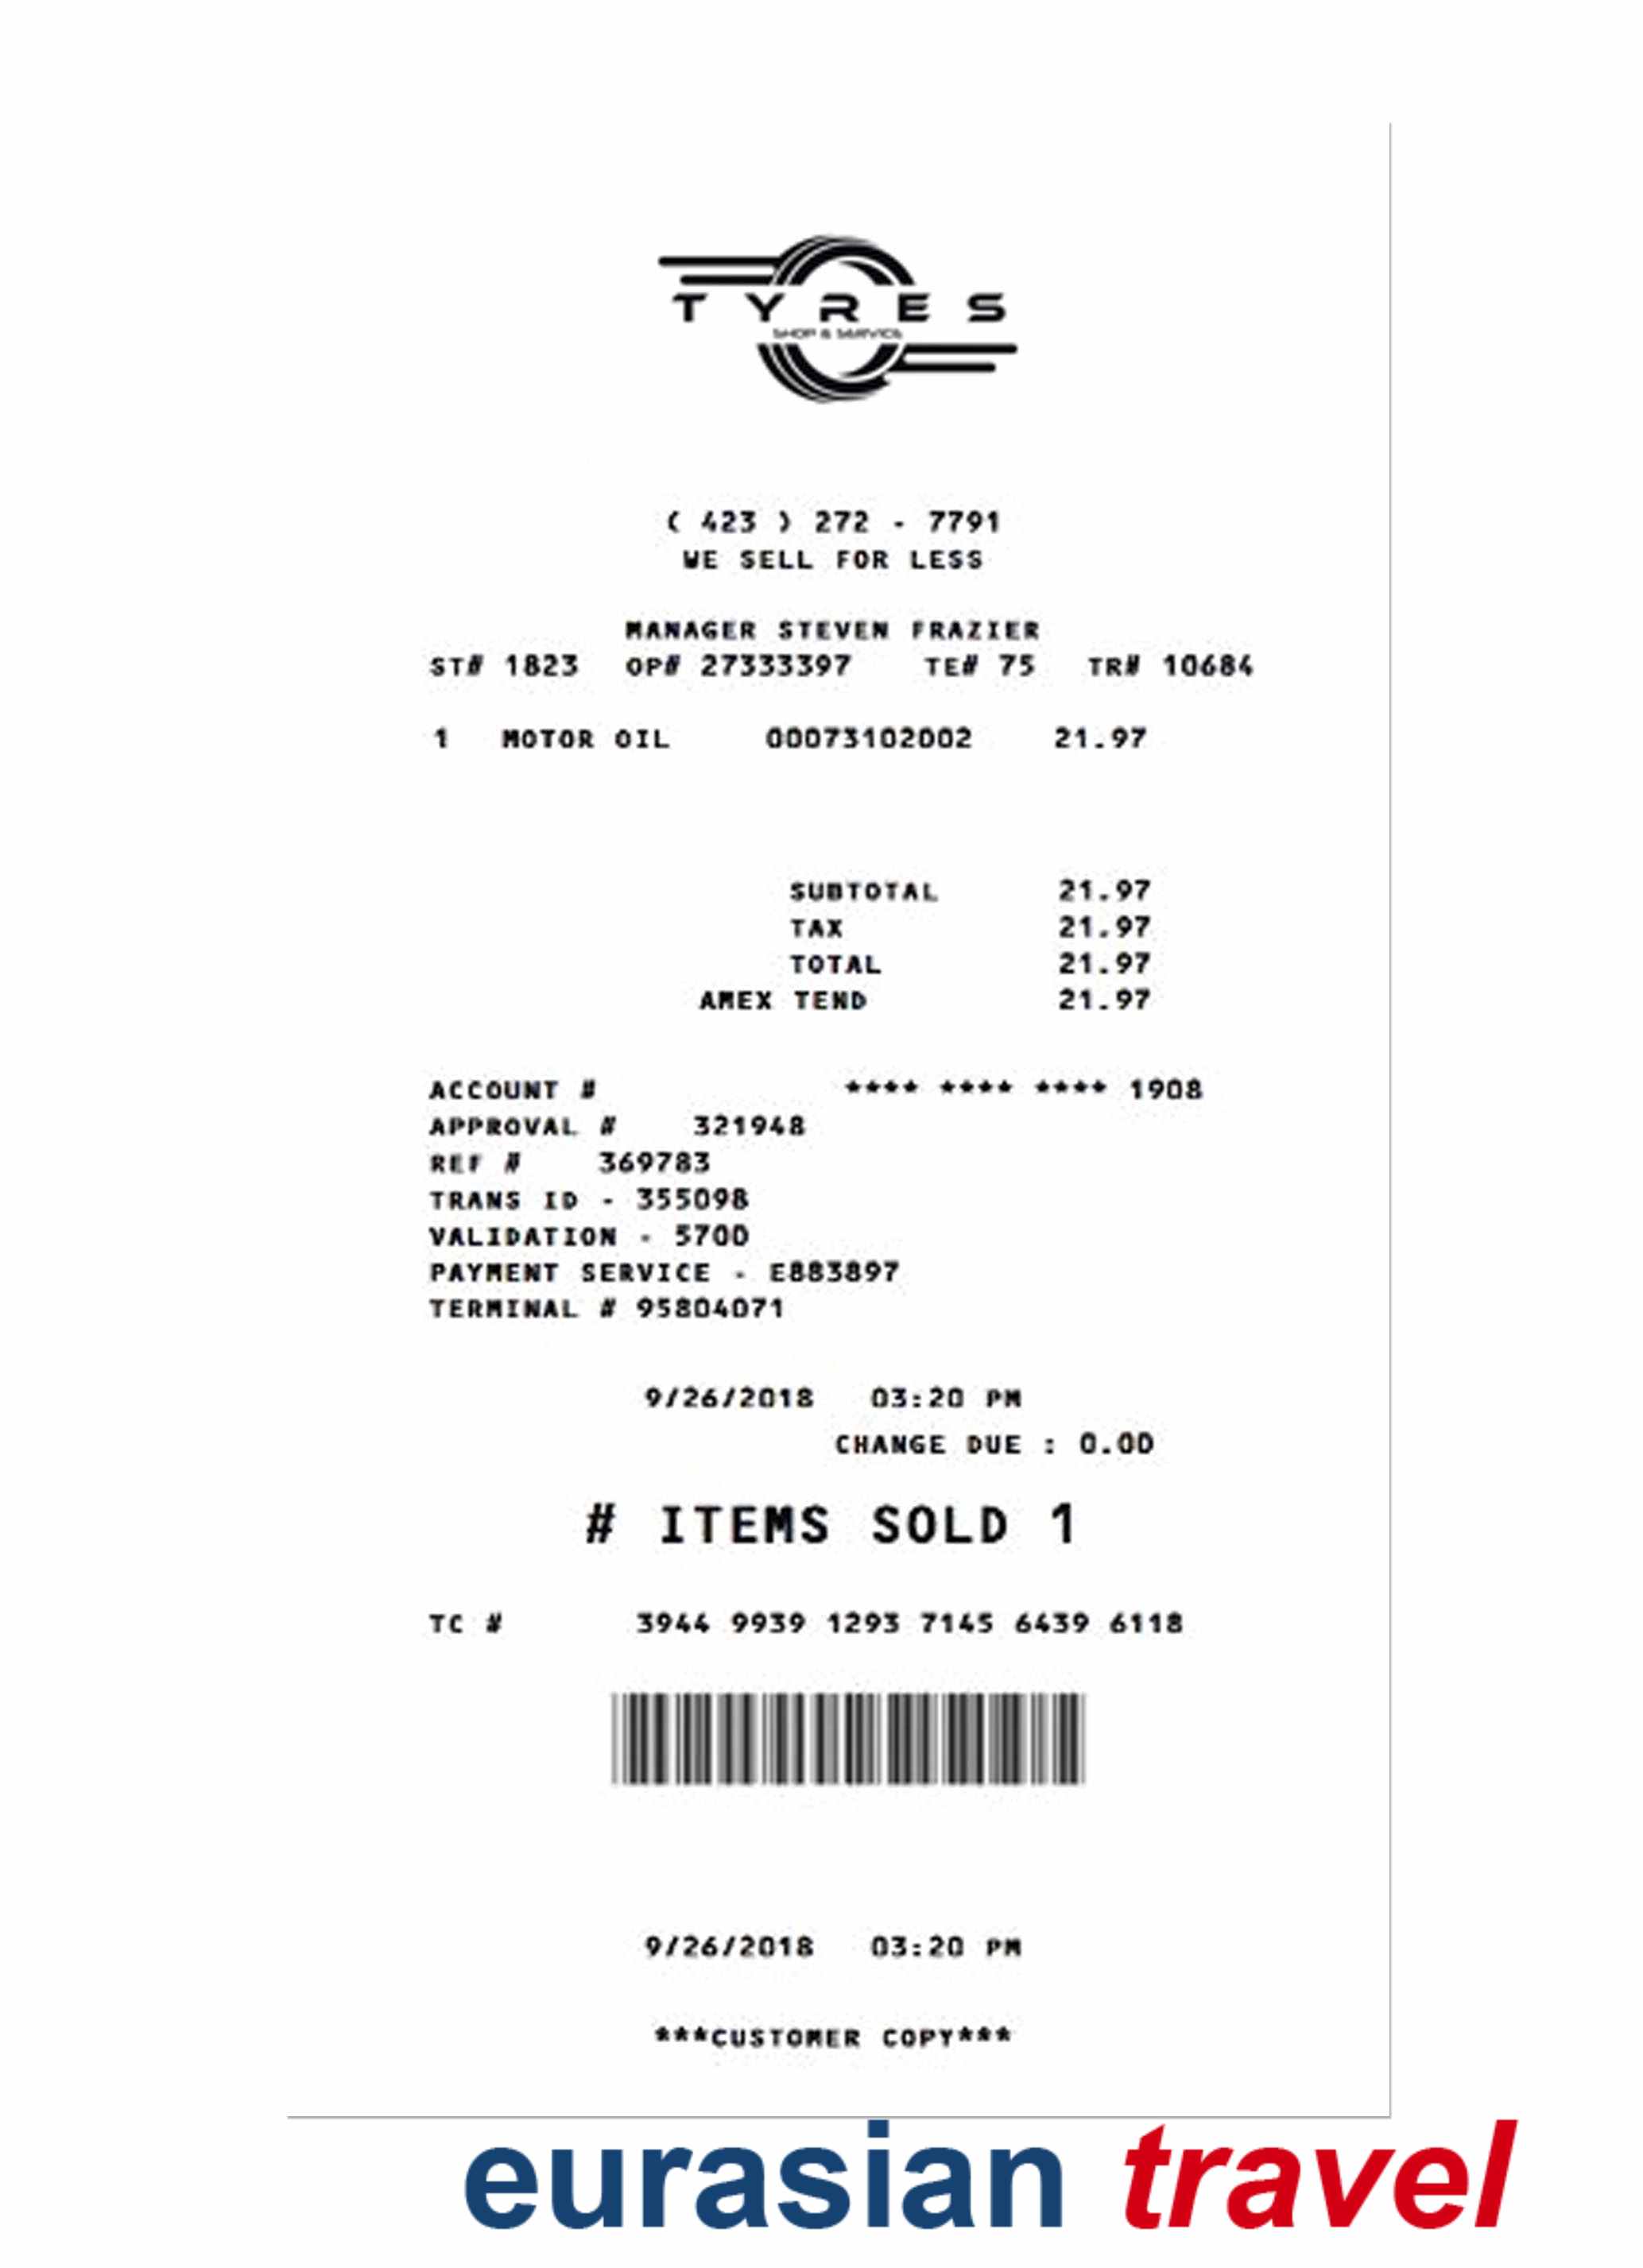 TYRES
SHOP & SERVICE
( 423 ) 272 - 7791
WE SELL FOR LESS
MANAGER STEVEN FRAZIER
ST# 1823 OP# 27333397 TE# 75 TR# 10684
1 MOTOR OIL 00073102002 21.97
SUBTOTAL 21.97
TAX 21.97
TOTAL 21.97
AMEX TEND 21.97
ACCOUNT # **** **** **** 1908
APPROVAL # 321948
REF # 369783
TRANS ID - 355098
VALIDATION - 570D
PAYMENT SERVICE - E883897
TERMINAL # 95804071
9/26/2018 03:20 PM
CHANGE DUE : 0.00
# ITEMS SOLD 1
TC # 3944 9939 1293 7145 6439 6118
9/26/2018 03:20 PM
***CUSTOMER COPY***
eurasian travel